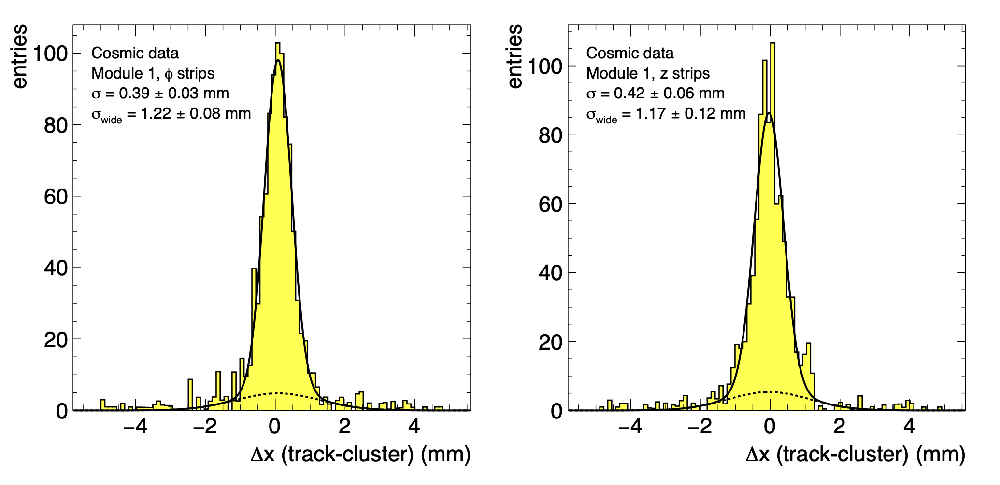 entries
100
80
60
40
20
0
Cosmic data
Module 1, ϕ strips
σ = 0.39 ± 0.03 mm
σwide = 1.22 ± 0.08 mm
−4 −2 0 2 4
Δx (track-cluster) (mm)
entries
100
80
60
40
20
0
Cosmic data
Module 1, z strips
σ = 0.42 ± 0.06 mm
σwide = 1.17 ± 0.12 mm
−4 −2 0 2 4
Δx (track-cluster) (mm)